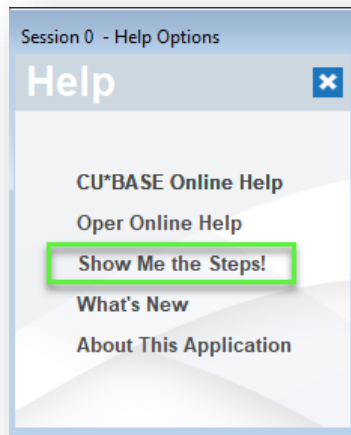 Session 0 - Help Options
Help
CU*BASE Online Help
Oper Online Help
Show Me the Steps!
What's New
About This Application